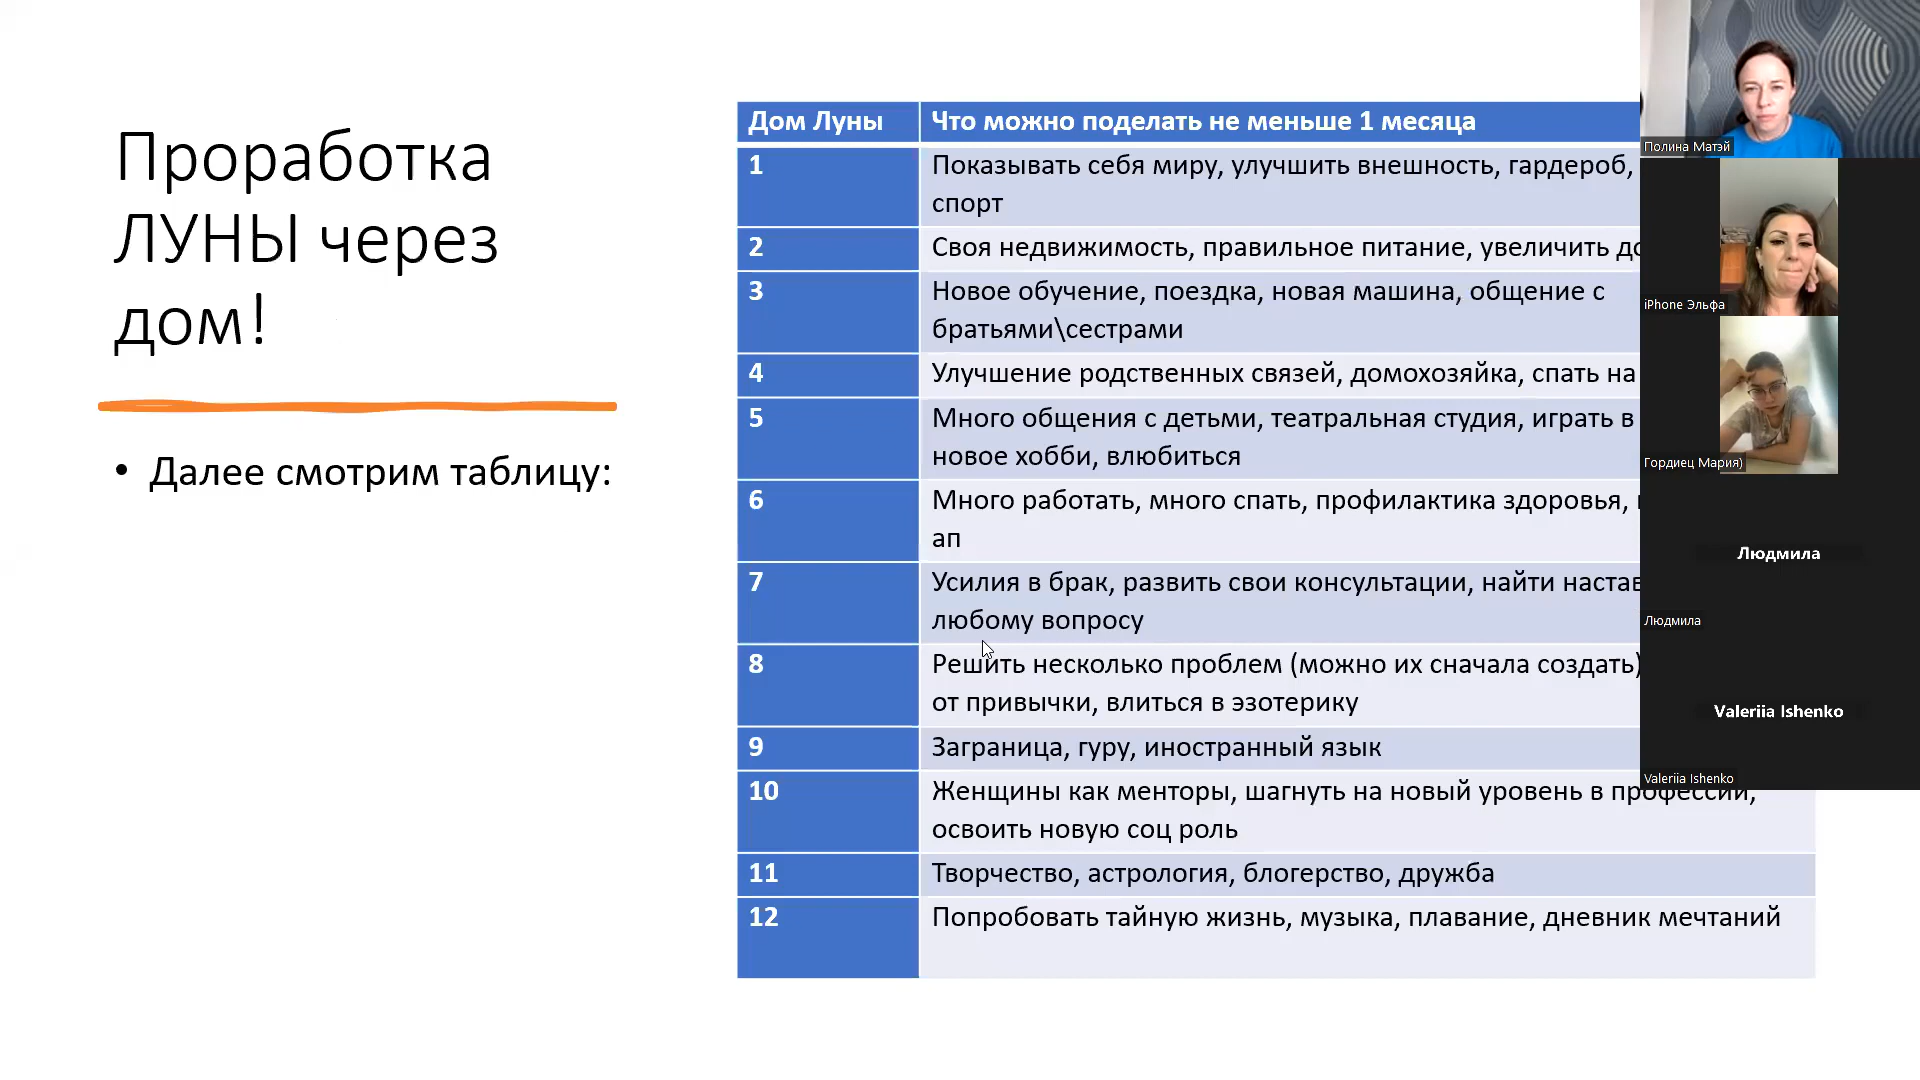 Проработка
ЛУНЫ через
дом!
• Далее смотрим таблицу:
Дом Луны Что можно поделать не меньше 1 месяца
1 Показывать себя миру, улучшить внешность, гардероб,
спорт
2 Своя недвижимость, правильное питание, увеличить
3 Новое обучение, поездка, новая машина, общение с
братьями\сестрами
4 Улучшение родственных связей, домохозяйка, спать на
5 Много общения с детьми, театральная студия, играть в
новое хобби, влюбиться
6 Много работать, много спать, профилактика здоровья,
ап
7 Усилия в брак, развить свои консультации, найти
любому вопросу
8 Решить несколько проблем (можно их сначала создать)
от привычки, влиться в эзотерику
9 Заграница, гуру, иностранный язык
10 Женщины как менторы, шагнуть на новый уровень в профессии,
освоить новую соц роль
11 Творчество, астрология, блогерство, дружба
12 Попробовать тайную жизнь, музыка, плавание, дневник мечтаний
Полина Матэй
iPhone Эльфа
Гордиец Мария)
Людмила
Людмила
Valeriia Ishenko
Valeriia Ishenko